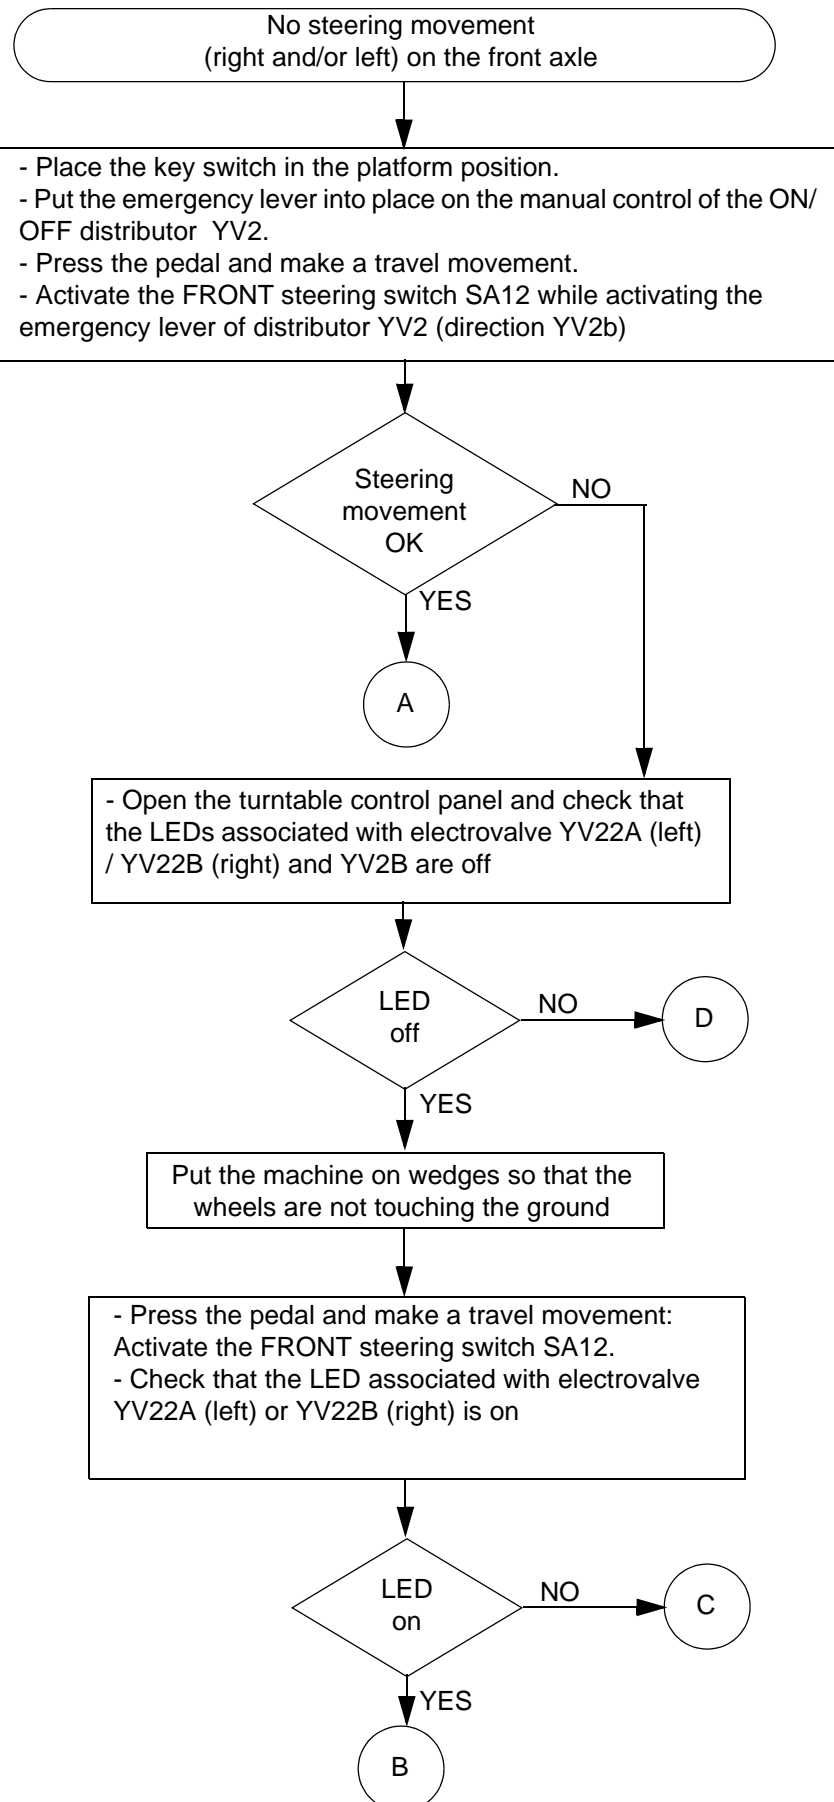 No steering movement
(right and/or left) on the front axle
- Place the key switch in the platform position.
- Put the emergency lever into place on the manual control of the ON/
OFF distributor YV2.
- Press the pedal and make a travel movement.
- Activate the FRONT steering switch SA12 while activating the
emergency lever of distributor YV2 (direction YV2b)
Steering
movement
OK
NO
YES
A
- Open the turntable control panel and check that
the LEDs associated with electrovalve YV22A (left)
/ YV22B (right) and YV2B are off
LED
off
NO
D
YES
Put the machine on wedges so that the
wheels are not touching the ground
- Press the pedal and make a travel movement:
Activate the FRONT steering switch SA12.
- Check that the LED associated with electrovalve
YV22A (left) or YV22B (right) is on
LED
on
NO
C
YES
B